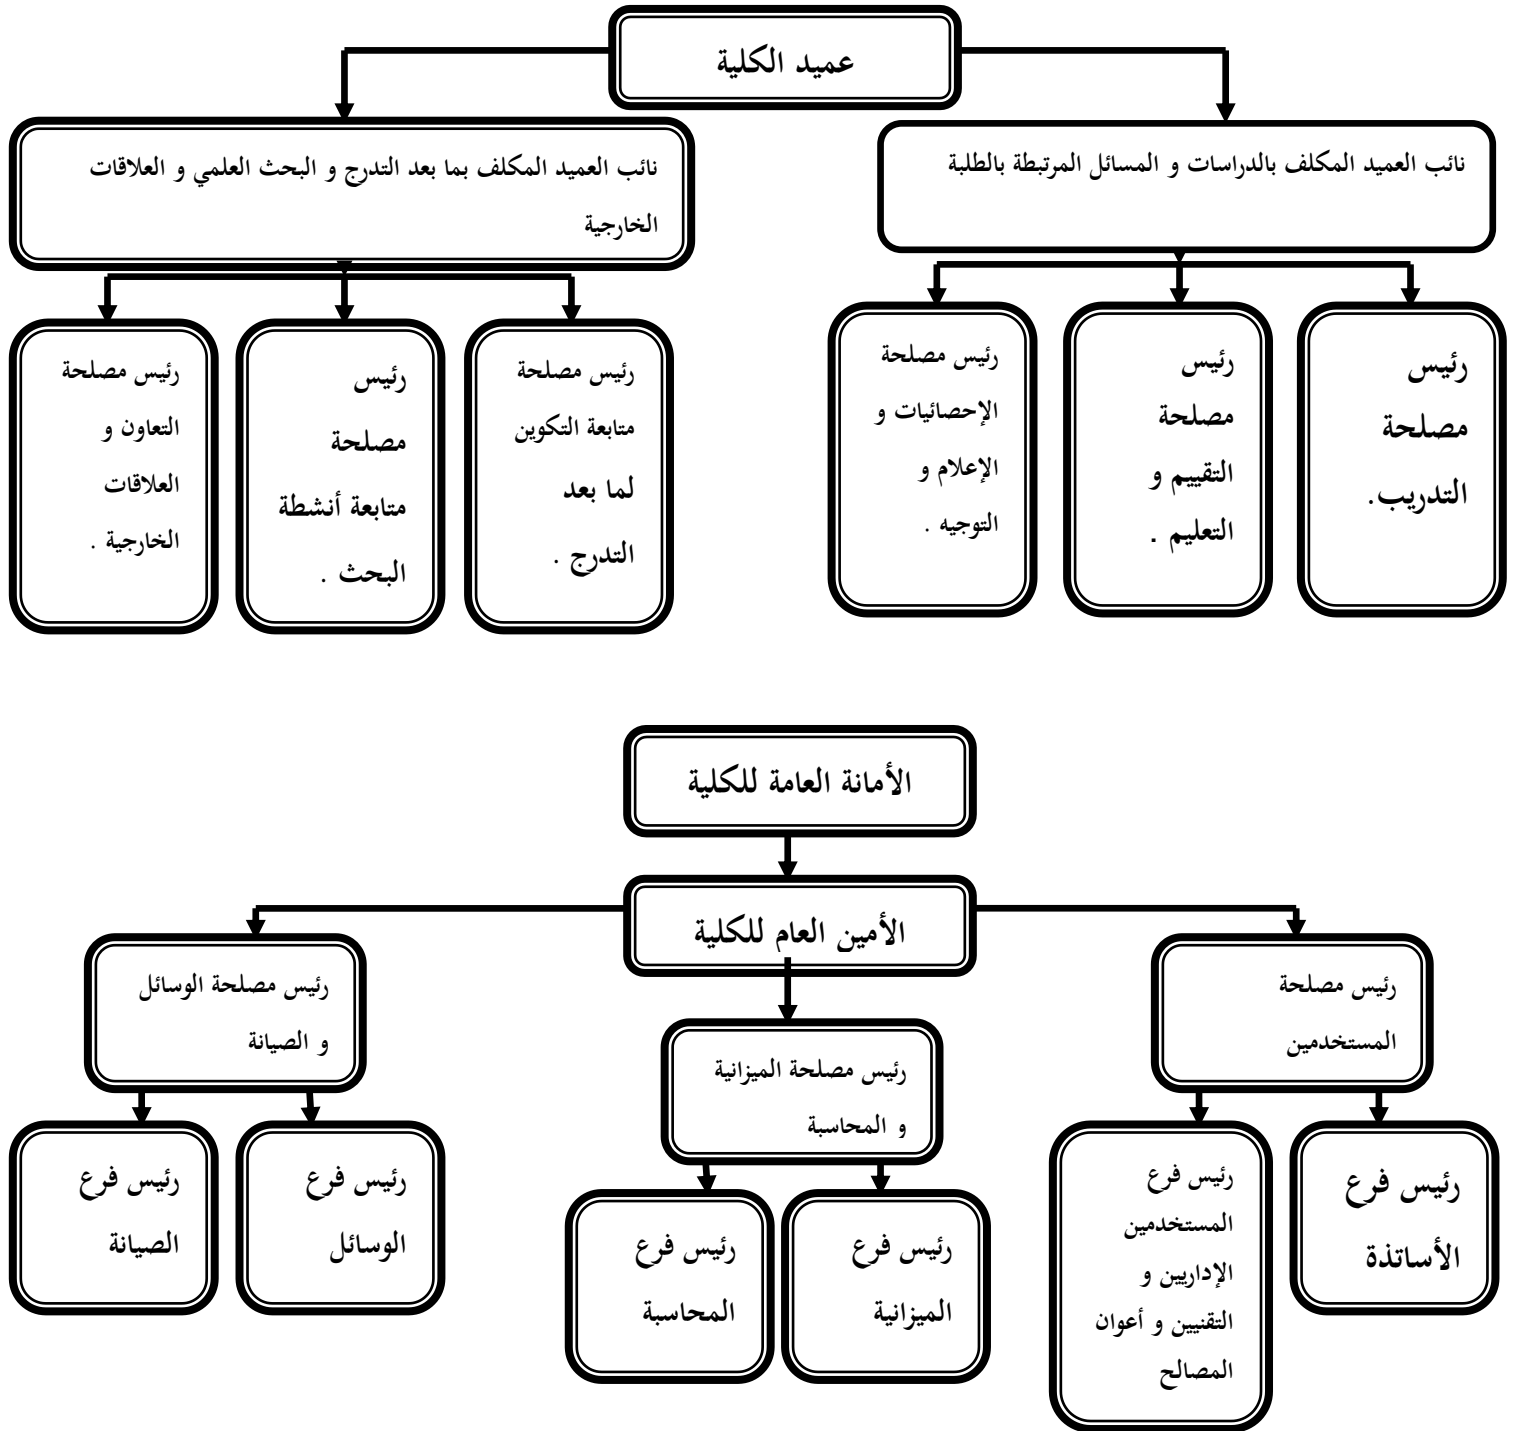 عميد الكلية
نائب العميد المكلف بالدراسات و المسائل المرتبطة بالطلبة
نائب العميد المكلف بما بعد التدرج و البحث العلمي و العلاقات
الخارجية
رئيس
مصلحة
التدريب.
رئيس
مصلحة
التقييم و
التعليم .
رئيس مصلحة
الإحصائيات و
الإعلام و
التوجيه .
رئيس مصلحة
متابعة التكوين
لما بعد
التدرج .
رئيس
مصلحة
متابعة أنشطة
البحث .
رئيس مصلحة
التعاون و
العلاقات
الخارجية .
الأمانة العامة للكلية
الأمين العام للكلية
رئيس مصلحة
المستخدمين
رئيس مصلحة الميزانية
و المحاسبة
رئيس مصلحة الوسائل
و الصيانة
رئيس فرع
الأساتذة
رئيس فرع
المستخدمين
الإداريين و
التقنيين و أعوان
المصالح
رئيس فرع
الميزانية
رئيس فرع
المحاسبة
رئيس فرع
الوسائل
رئيس فرع
الصيانة